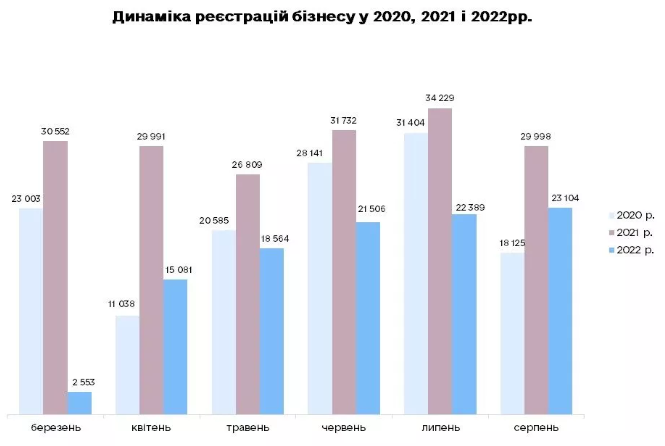 Динаміка реєстрацій бізнесу у 2020, 2021 і 2022рр.
34 229
31 732
31 404
30 552
29 991
29 998
28 141
26 809
23 003
23 104
22 389
21 506
20 585
2020 р.
2021 р.
2022 р.
18 564
18 125
15 081
11 038
2 553
березень
квітень
травень
червень
липень
серпень